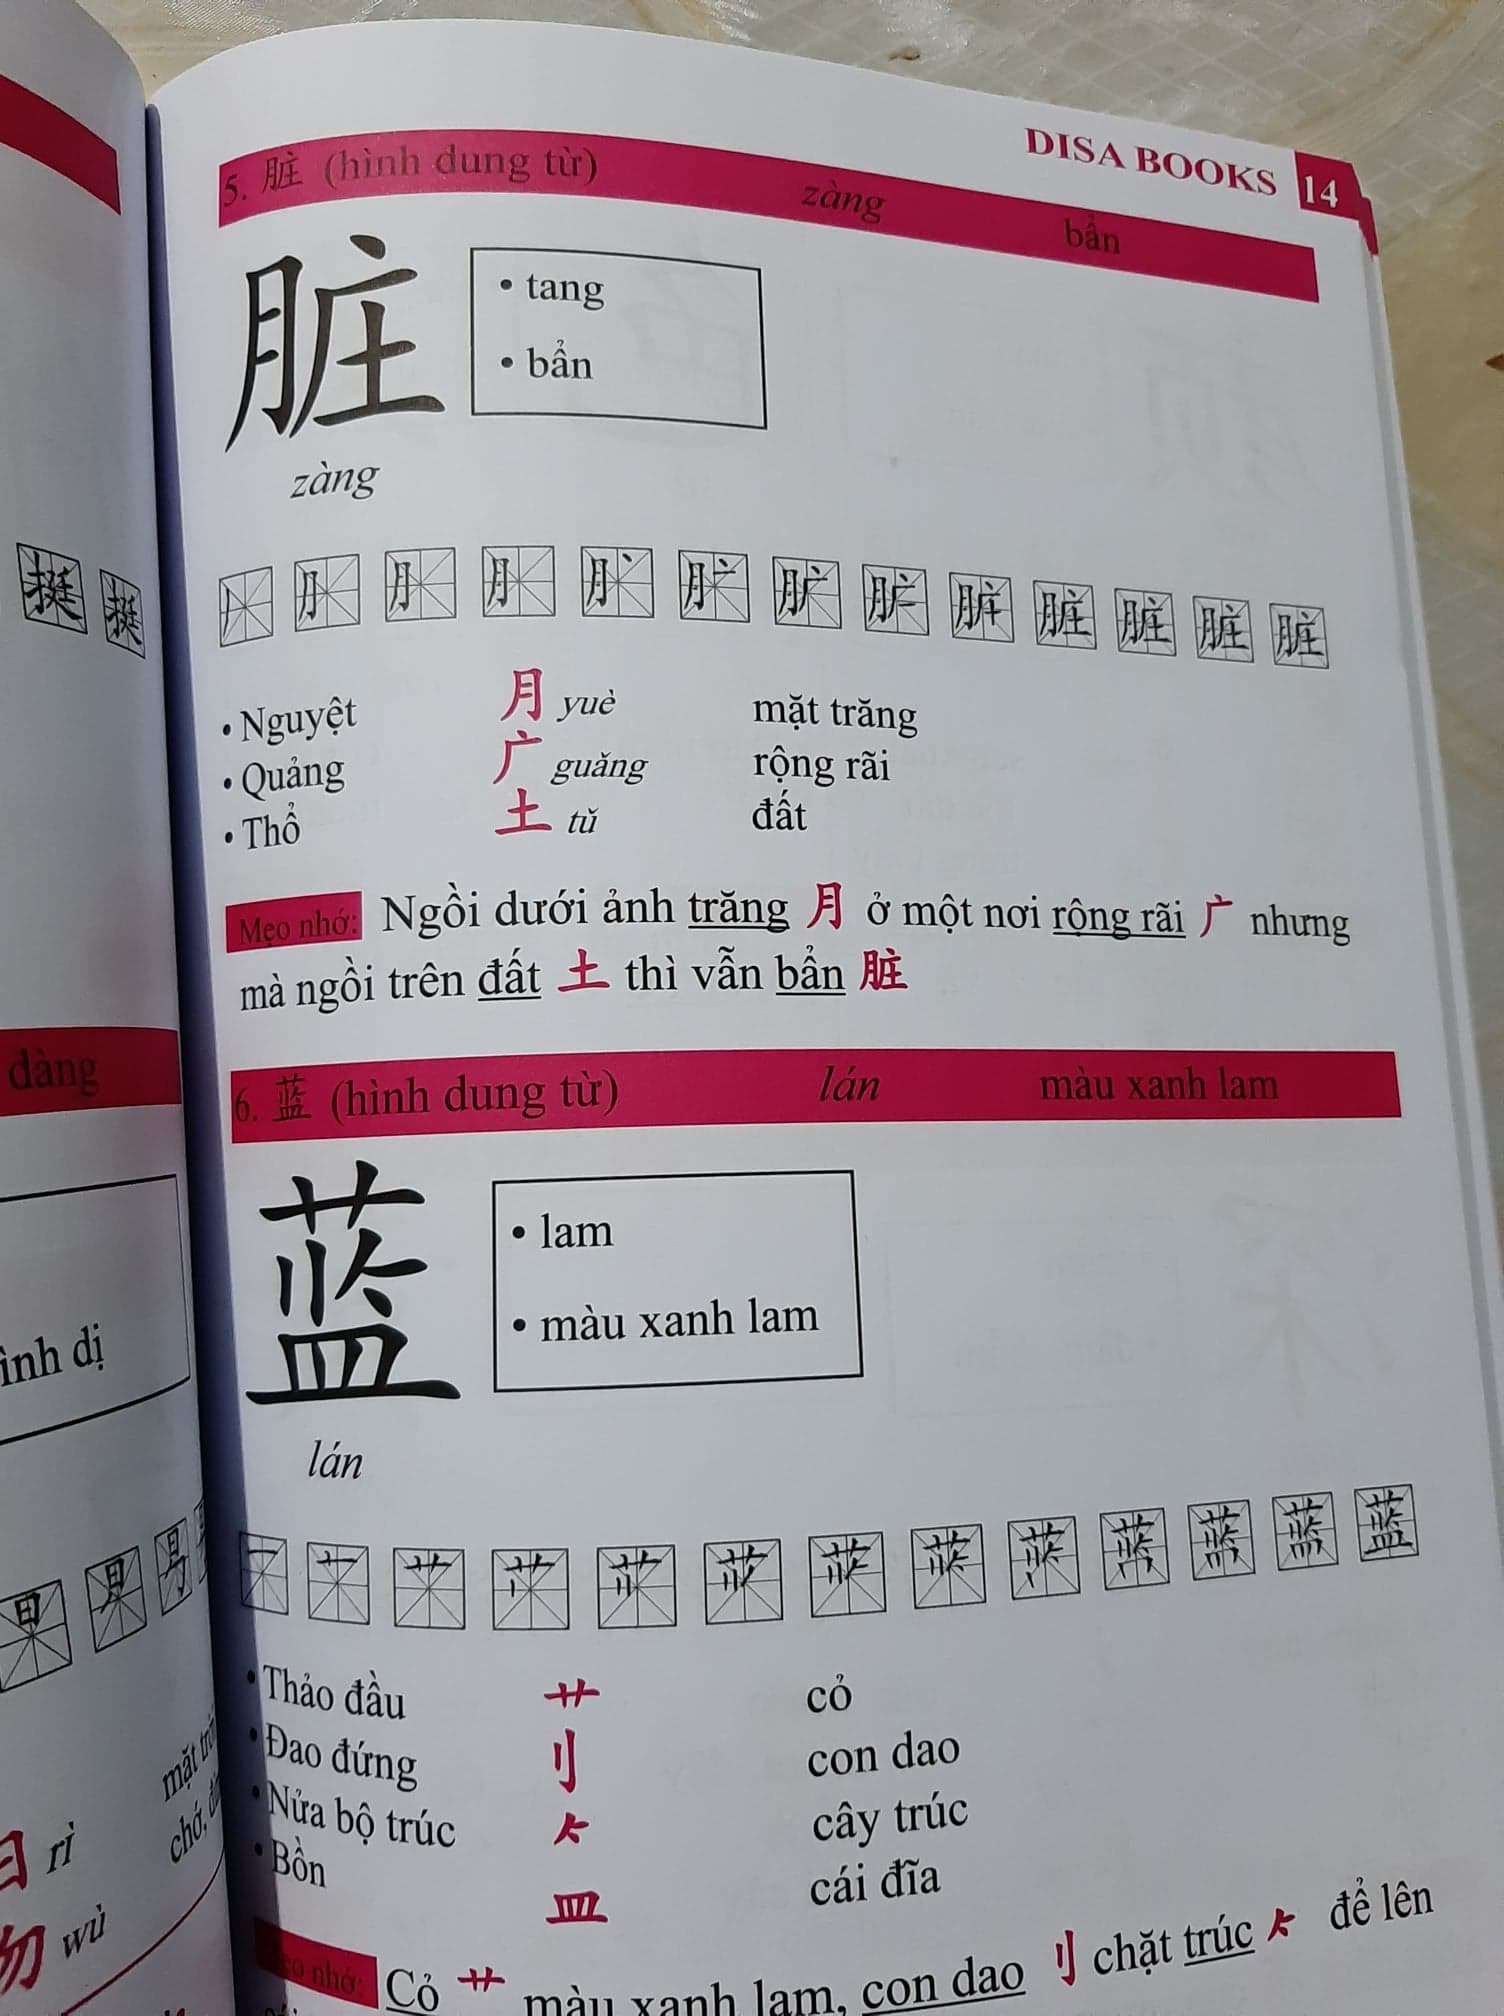 DISA BOOKS 14
5. 脏 (hình dung từ) zàng bẩn
脏
• tang
• bẩn
zàng
• Nguyệt 月 yuè mặt trăng
• Quảng 广 guǎng rộng rãi
• Thổ 土 tǔ đất
Mẹo nhớ: Ngồi dưới ảnh trăng 月 ở một nơi rộng rãi 广 nhưng
mà ngồi trên đất 土 thì vẫn bẩn 脏
6. 蓝 (hình dung từ) lán màu xanh lam
蓝
• lam
• màu xanh lam
lán
• Thảo đầu 艹 cỏ
• Đao đứng 刂 con dao
• Nửa bộ trúc 𠂉 cây trúc
• Bồn 皿 cái đĩa
Cỏ 艹 màu xanh lam, con dao 刂 chặt trúc 𠂉 để lên
挺 挺
dàng
ình dị
rì
wù